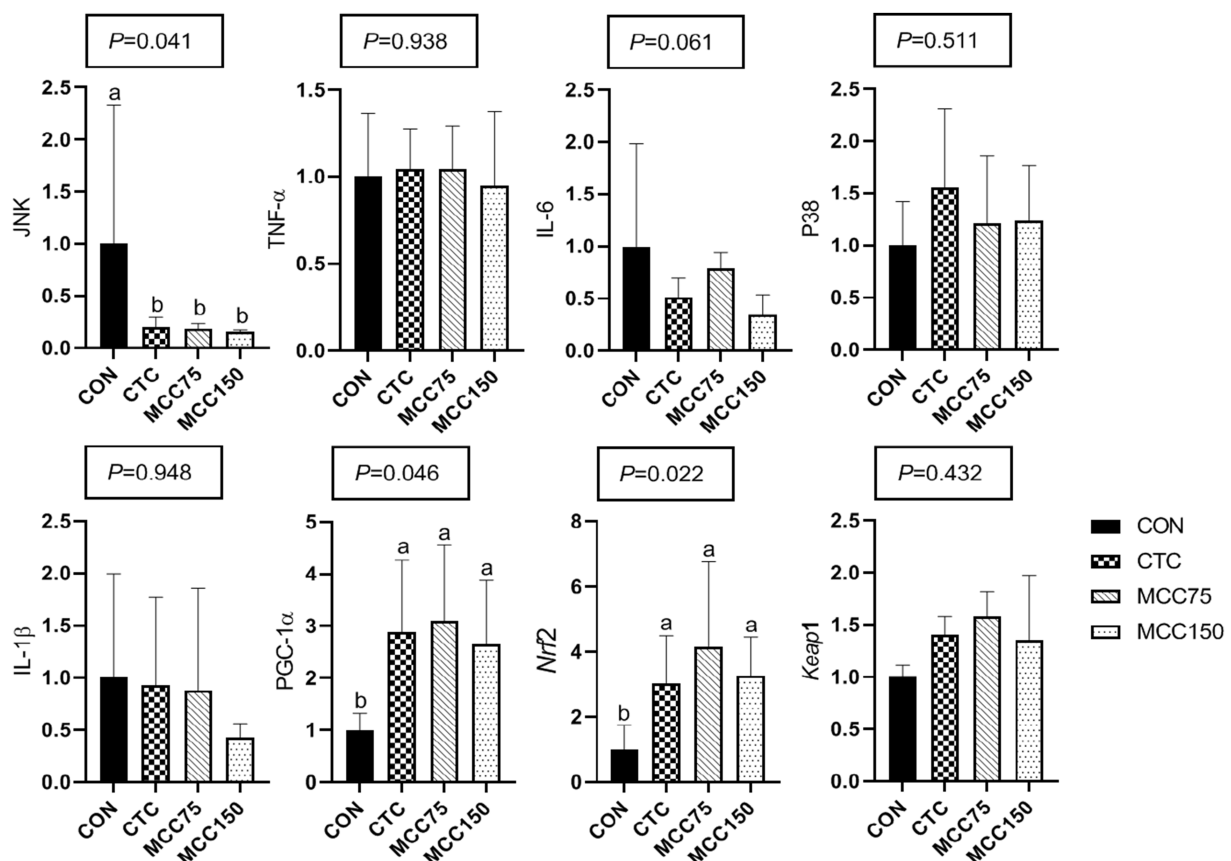 P=0.041
P=0.938
P=0.061
P=0.511
JNK
2.5
2.0
1.5
1.0
0.5
0.0
a
b
b
b
CON
CTC
MCC75
MCC150
TNF-α
1.5
1.0
0.5
0.0
CON
CTC
MCC75
MCC150
IL-6
2.5
2.0
1.5
1.0
0.5
0.0
CON
CTC
MCC75
MCC150
P38
2.5
2.0
1.5
1.0
0.5
0.0
CON
CTC
MCC75
MCC150
P=0.948
P=0.046
P=0.022
P=0.432
IL-1β
2.5
2.0
1.5
1.0
0.5
0.0
CON
CTC
MCC75
MCC150
PGC-1α
5
4
3
2
1
0
b
a
a
a
CON
CTC
MCC75
MCC150
Nrf2
8
6
4
2
0
b
a
a
a
CON
CTC
MCC75
MCC150
Keap1
2.5
2.0
1.5
1.0
0.5
0.0
CON
CTC
MCC75
MCC150
CON
CTC
MCC75
MCC150